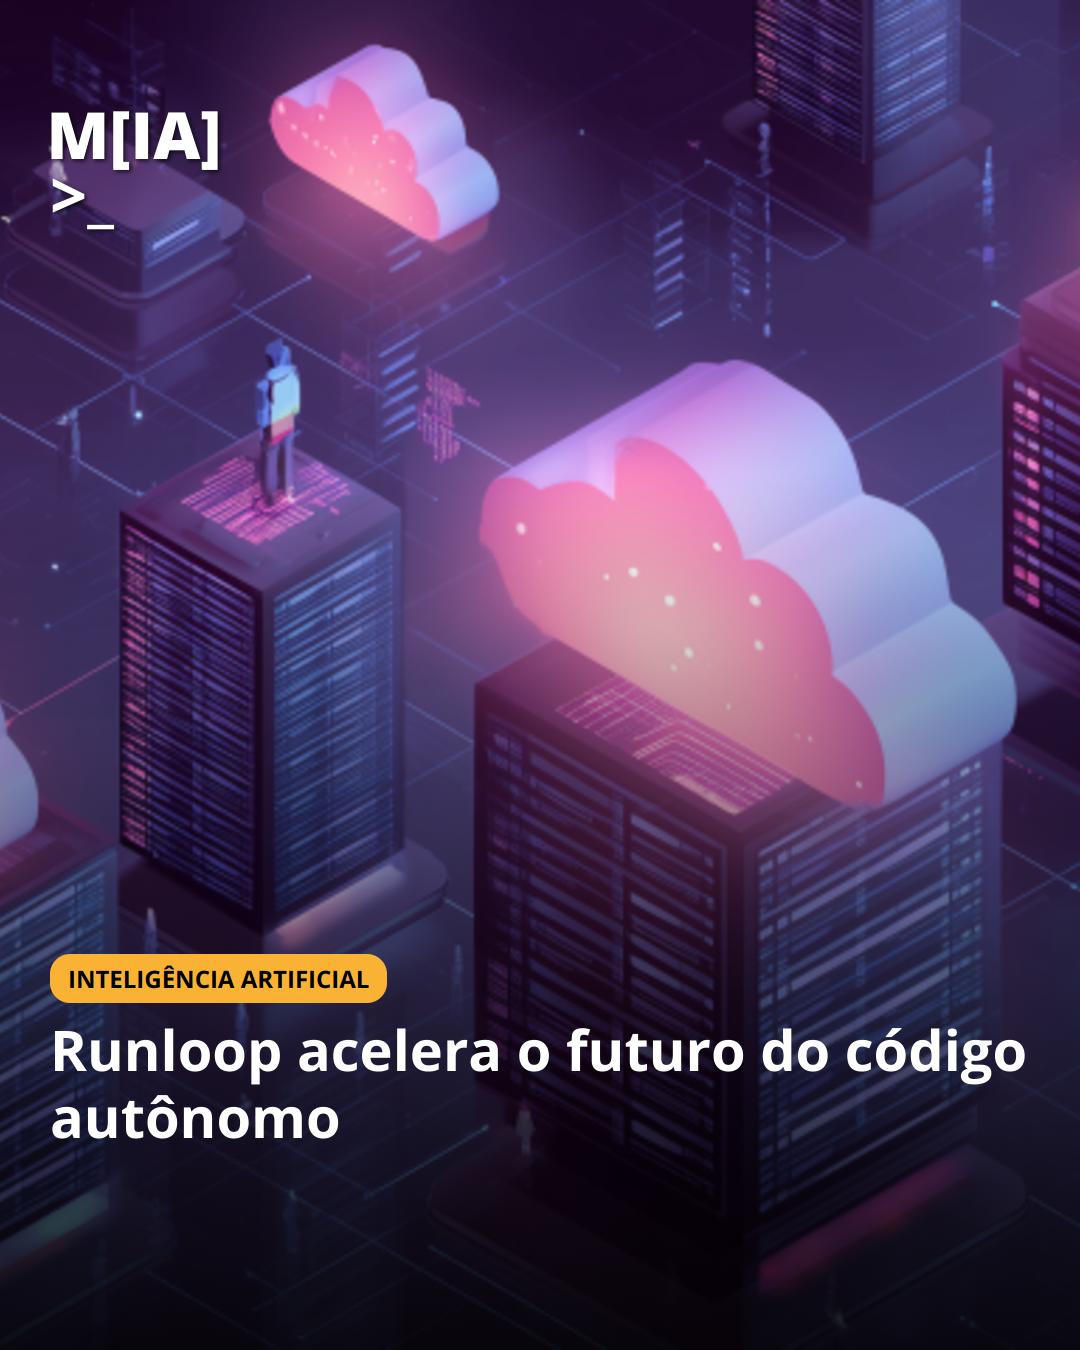 M[IA]
>_
INTELIGÊNCIA ARTIFICIAL
Runloop acelera o futuro do código
autônomo